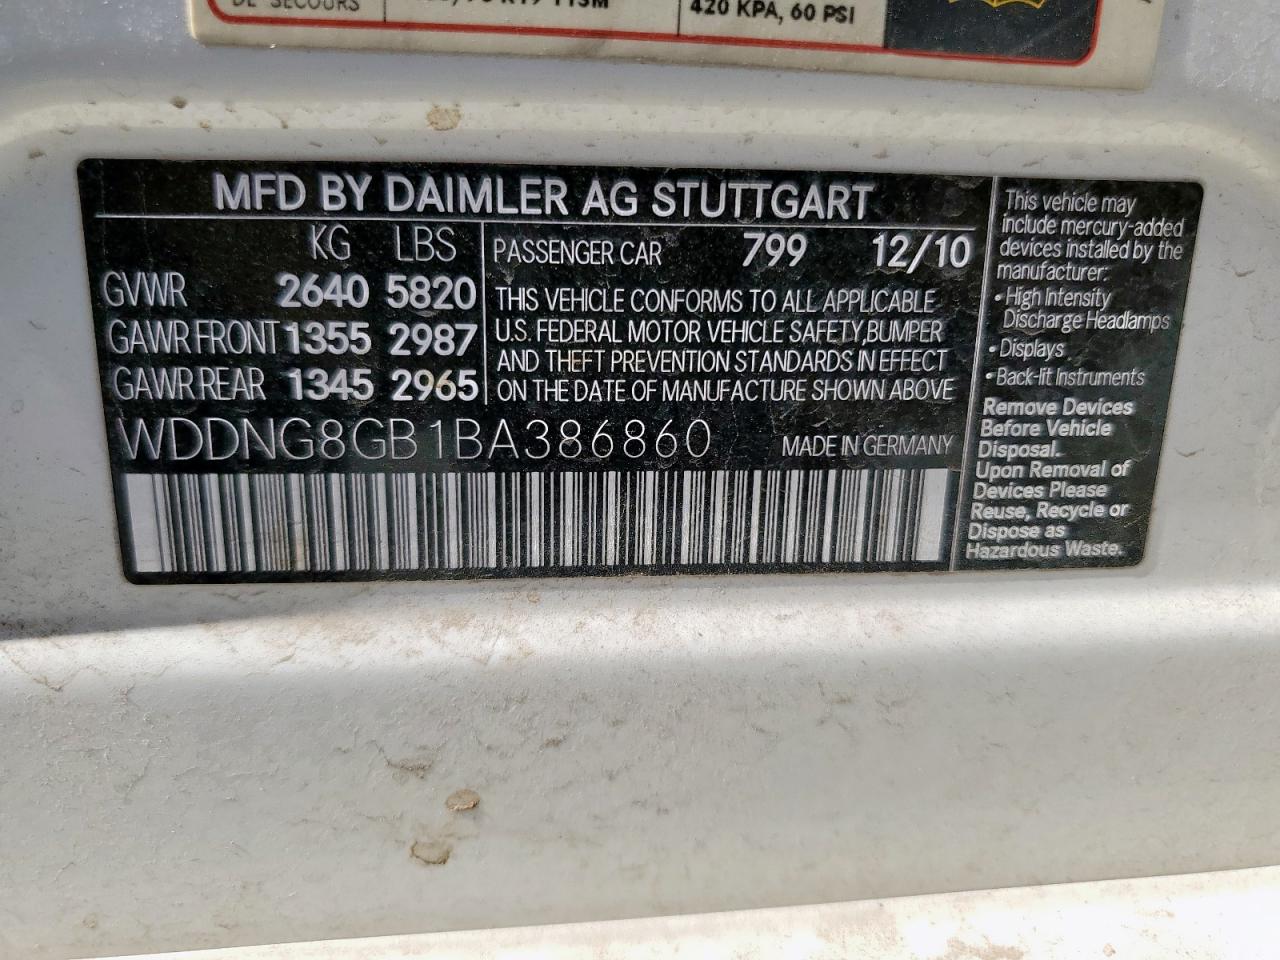 DE SECOURS
420 KPA, 60 PSI
MFD BY DAIMLER AG STUTTGART
KG LBS
GVWR 2640 5820
GAWR FRONT 1355 2987
GAWR REAR 1345 2965
PASSENGER CAR 799 12/10
THIS VEHICLE CONFORMS TO ALL APPLICABLE
U.S. FEDERAL MOTOR VEHICLE SAFETY, BUMPER
AND THEFT PREVENTION STANDARDS IN EFFECT
ON THE DATE OF MANUFACTURE SHOWN ABOVE
WDDNG8GB1BA386860
MADE IN GERMANY
This vehicle may
include mercury-added
devices installed by the
manufacturer:
• High Intensity
Discharge Headlamps
• Displays
• Back-lit Instruments
Remove Devices
Before Vehicle
Disposal.
Upon Removal of
Devices Please
Reuse, Recycle or
Dispose as
Hazardous Waste.